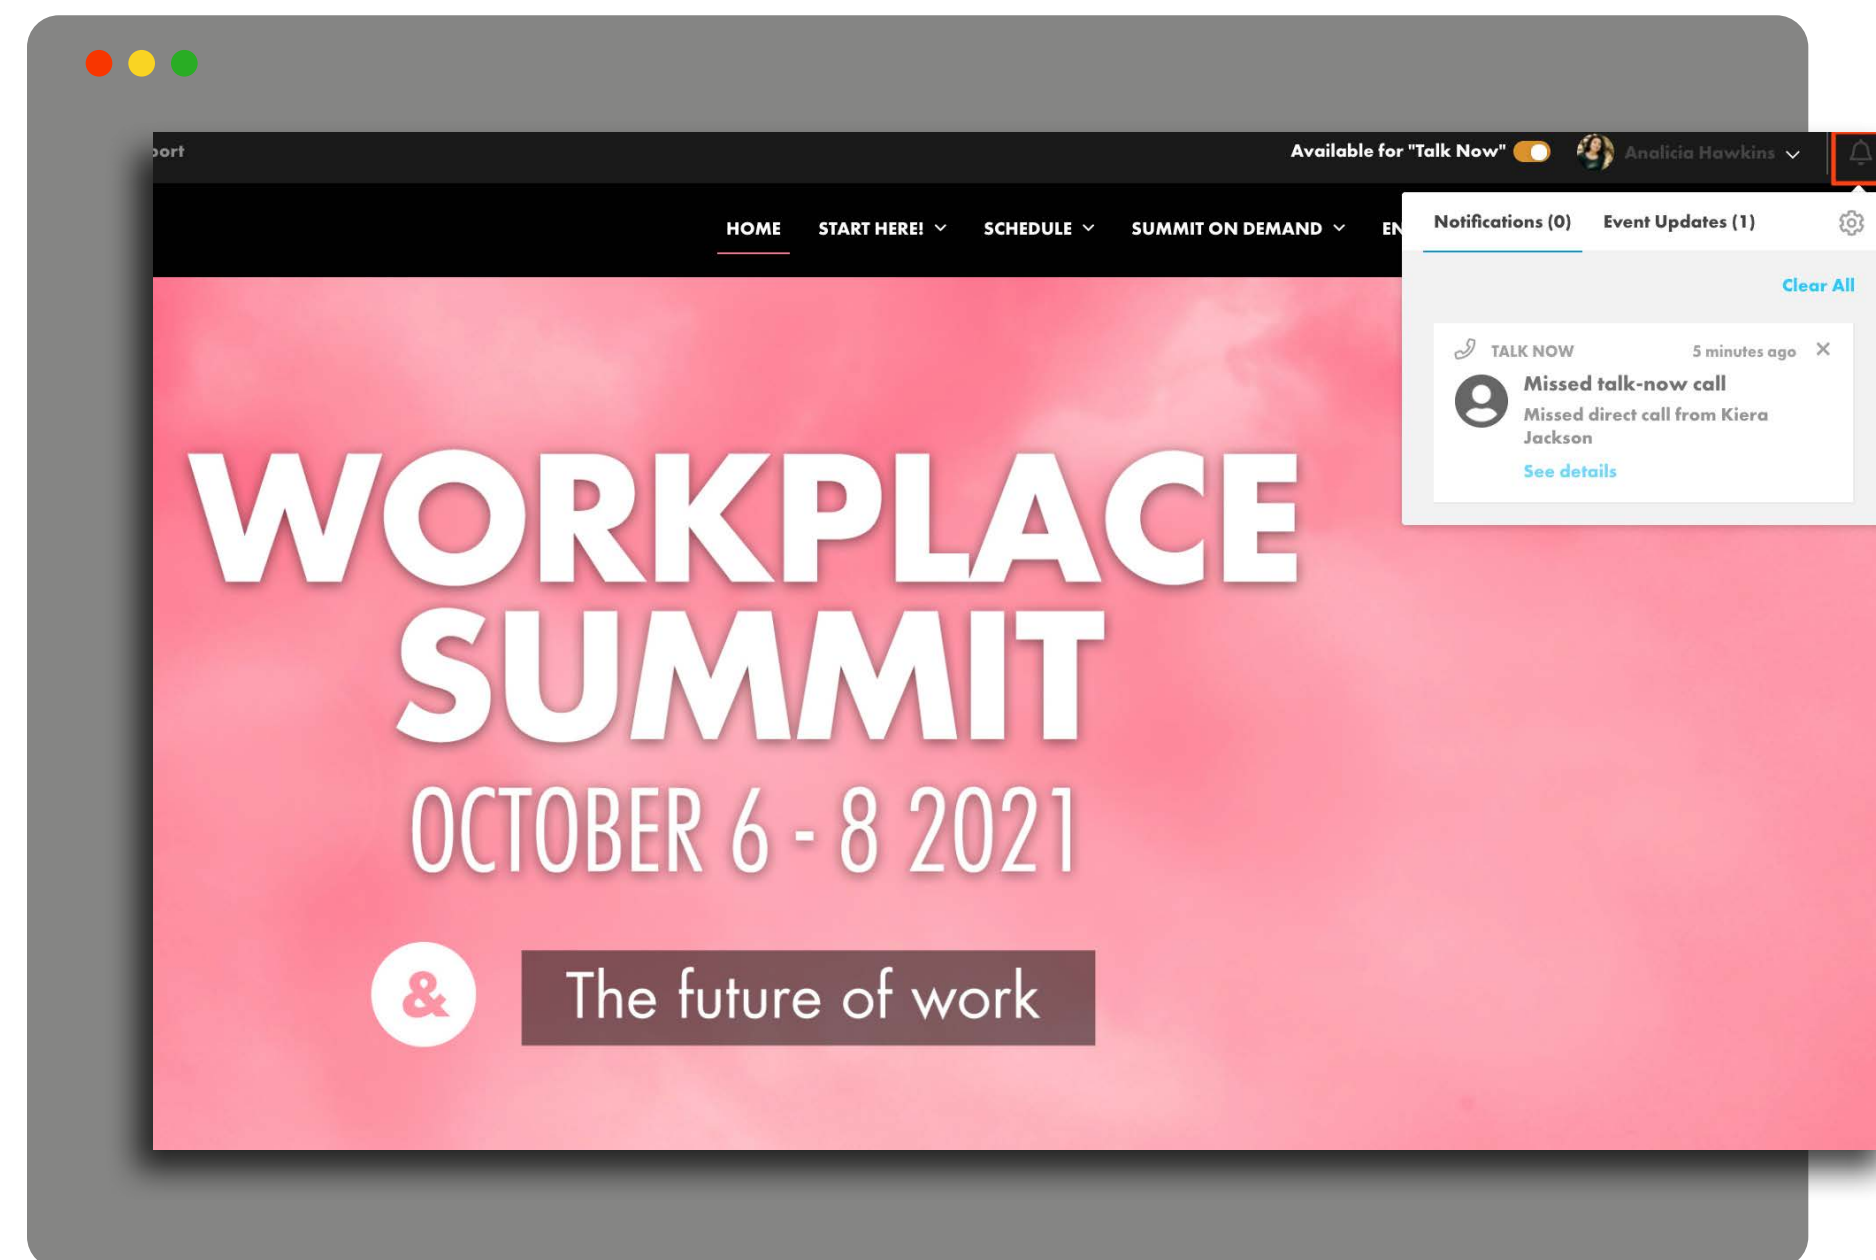 Available for "Talk Now" Analicia Hawkins
HOME START HERE! SCHEDULE SUMMIT ON DEMAND
Notifications (0) Event Updates (1)
Clear All
TALK NOW 5 minutes ago
Missed talk-now call
Missed direct call from Kiera
Jackson
See details
WORKPLACE
SUMMIT
OCTOBER 6 - 8 2021
& The future of work